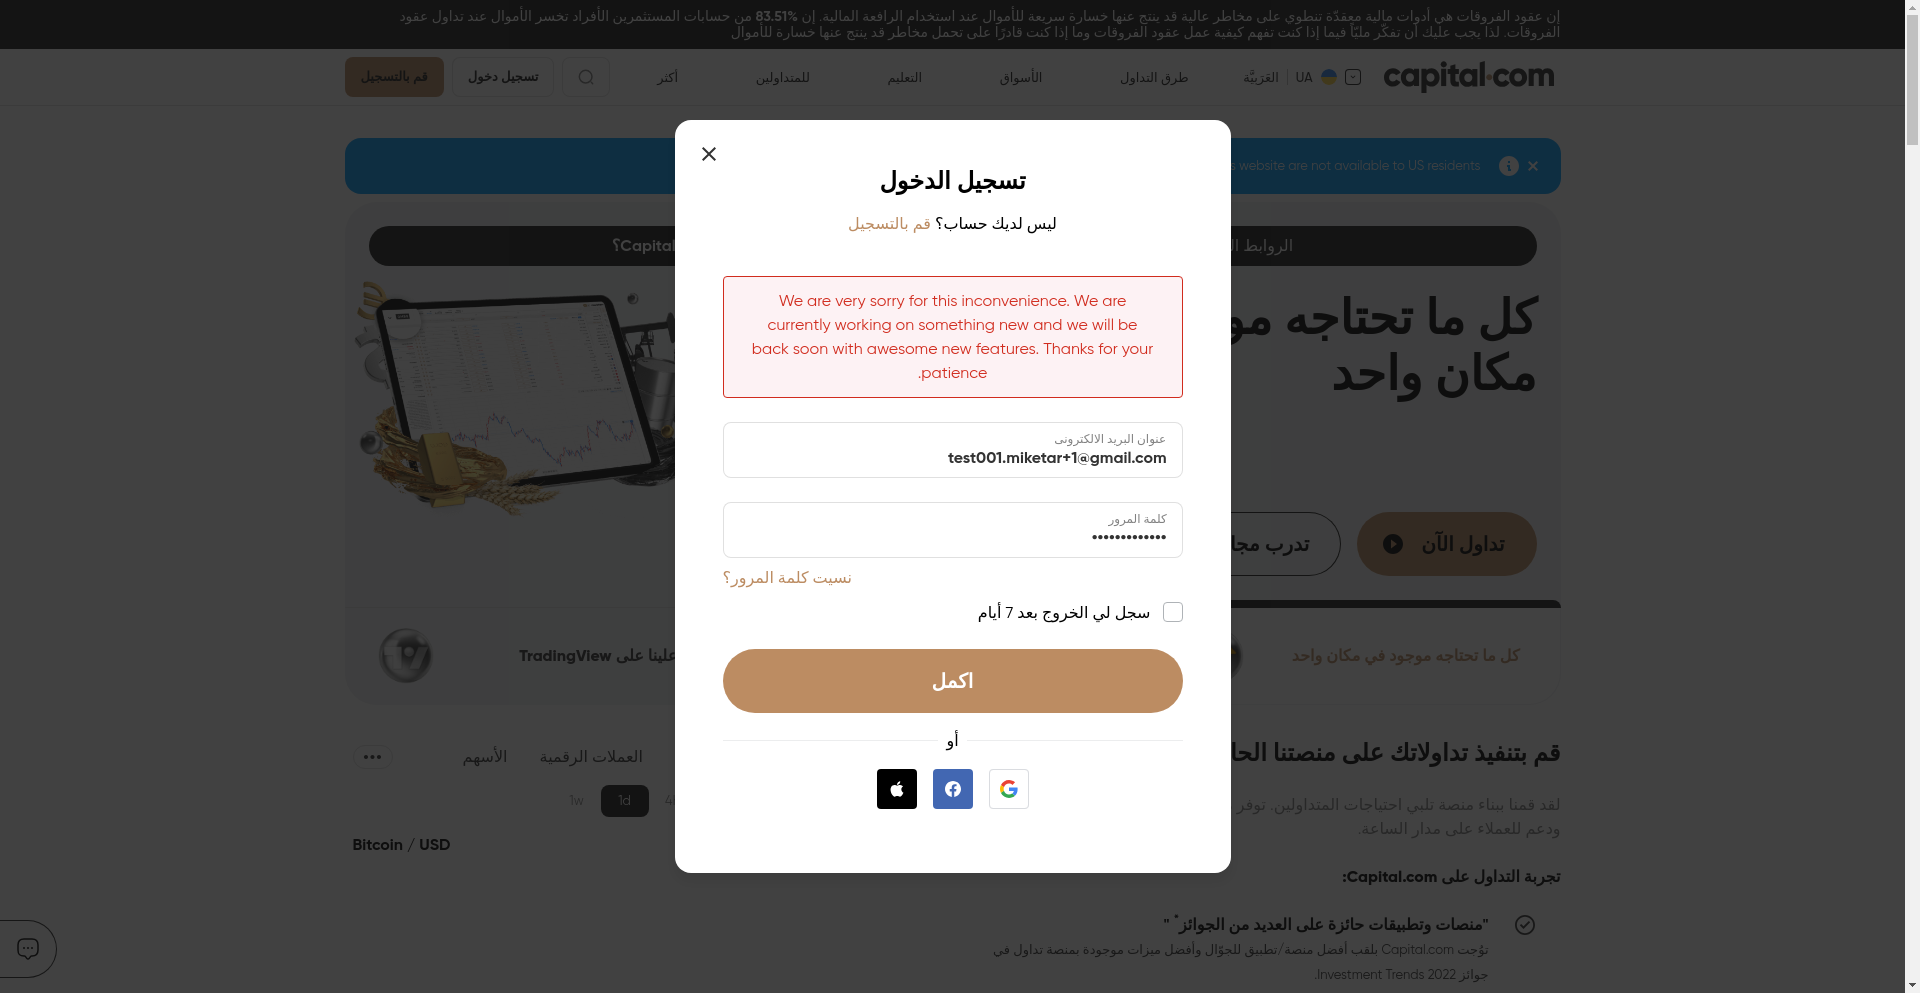 إن عقود الفروقات هي أدوات مالية معقدّة تنطوي على مخاطر عالية قد ينتج عنها خسارة سريعة للأموال عند استخدام الرافعة المالية. إن 83.51% من حسابات المستثمرين الأفراد تخسر الأموال عند تداول عقود
الفروقات. لذا يجب عليك أن تفكّر مليّاً فيما إذا كنت تفهم كيفية عمل عقود الفروقات وما إذا كنت قادرًا على تحمل مخاطر قد ينتج عنها خسارة للأموال
capital.com
UA
العَرَبيَّة
طرق التداول
الأسواق
التعليم
للمتداولين
أكثر
تسجيل دخول
قم بالتسجيل
website are not available to US residents
الروابط
Capital؟
كل ما تحتاجه
مكان واحد
تداول الآن
تدرب
كل ما تحتاجه موجود في مكان واحد
علينا على TradingView
تسجيل الدخول
ليس لديك حساب؟ قم بالتسجيل
We are very sorry for this inconvenience. We are
currently working on something new and we will be
back soon with awesome new features. Thanks for your
.patience
عنوان البريد الالكترونى
test001.miketar+1@gmail.com
كلمة المرور
•••••••••••••
نسيت كلمة المرور؟
سجل لي الخروج بعد 7 أيام
اكمل
أو
قم بتنفيذ تداولاتك على منصتنا
لقد قمنا ببناء منصة تلبي احتياجات المتداولين. توفر
ودعم للعملاء على مدار الساعة.
تجربة التداول على Capital.com:
"منصات وتطبيقات حائزة على العديد من الجوائز* "
توُجت Capital.com بلقب أفضل منصة/تطبيق للجوّال وأفضل ميزات موجودة بمنصة تداول في
جوائز Investment Trends 2022.
العملات الرقمية
الأسهم
1d
1w
Bitcoin / USD